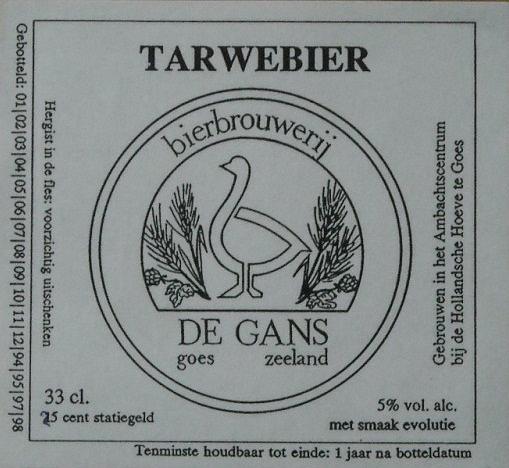 TARWEBIER
bierbrouwerij
DE GANS
goes zeeland
33 cl.
25 cent statiegeld
5% vol. alc.
met smaak evolutie
Tenminste houdbaar tot einde: 1 jaar na botteldatum
Gebotteld: 01|02|03|04|05|06|07|08|09|10|11|12|94|95|97|98
Hergist in de fles: voorzichtig uitschenken
Gebrouwen in het Ambachtscentrum
bij de Hollandsche Hoeve te Goes